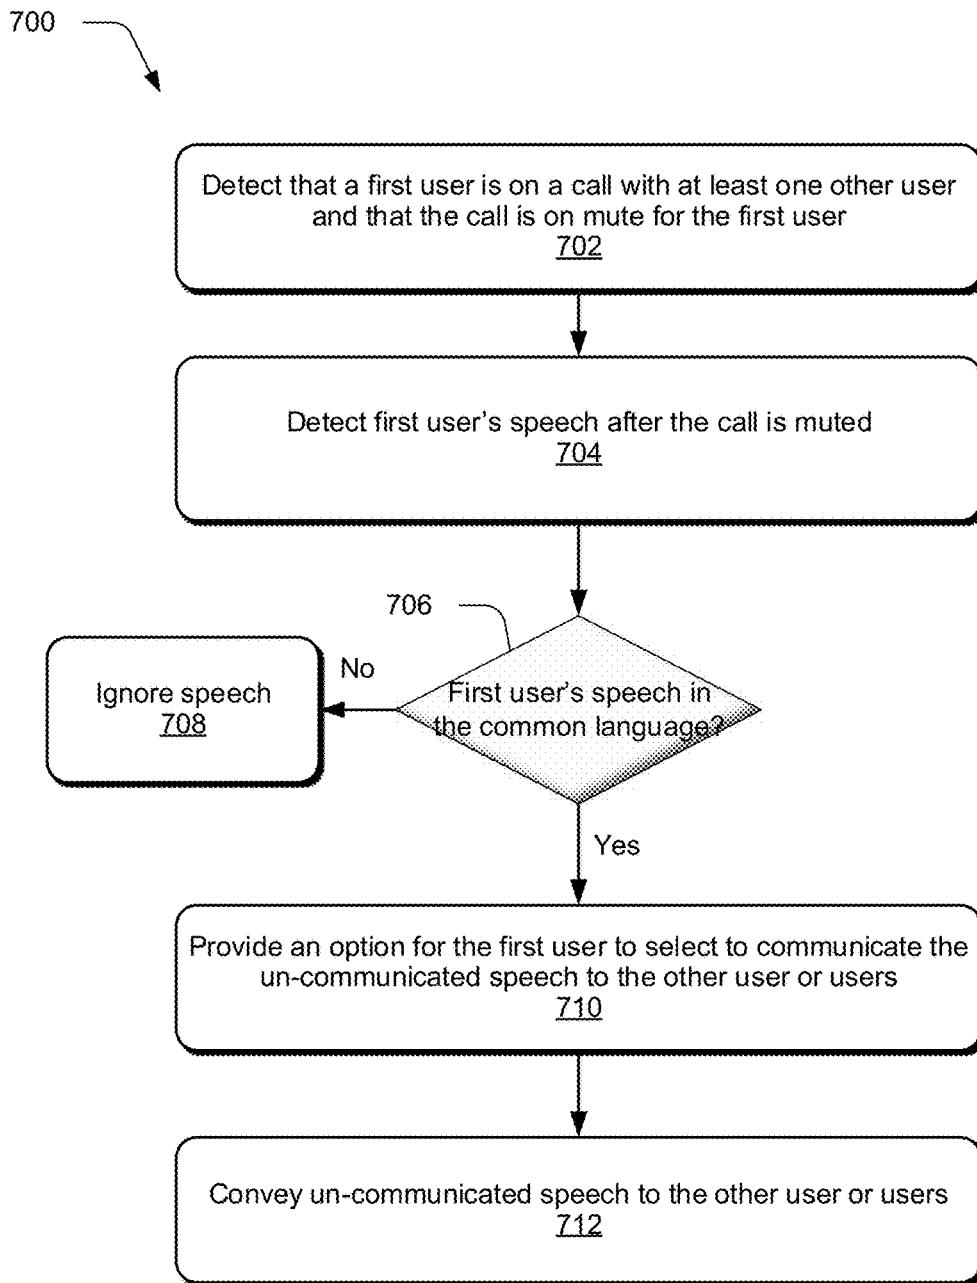 700
Detect that a first user is on a call with at least one other user
and that the call is on mute for the first user
702
Detect first user's speech after the call is muted
704
706
First user's speech in
the common language?
No
Ignore speech
708
Yes
Provide an option for the first user to select to communicate the
un-communicated speech to the other user or users
710
Convey un-communicated speech to the other user or users
712